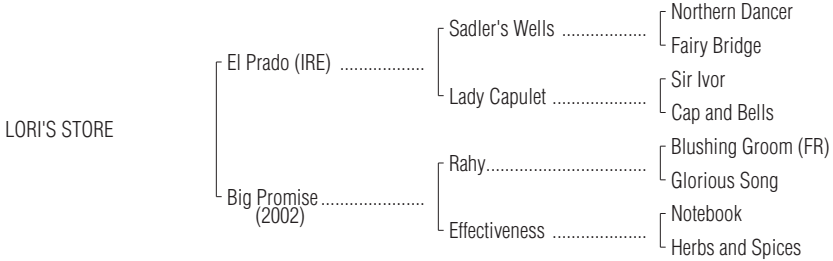 Northern Dancer
Sadler's Wells ..................
Fairy Bridge
El Prado (IRE) ..................
Sir Ivor
Lady Capulet ....................
Cap and Bells
LORI'S STORE
Blushing Groom (FR)
Rahy..................................
Glorious Song
Big Promise......................
(2002)
Notebook
Effectiveness ....................
Herbs and Spices